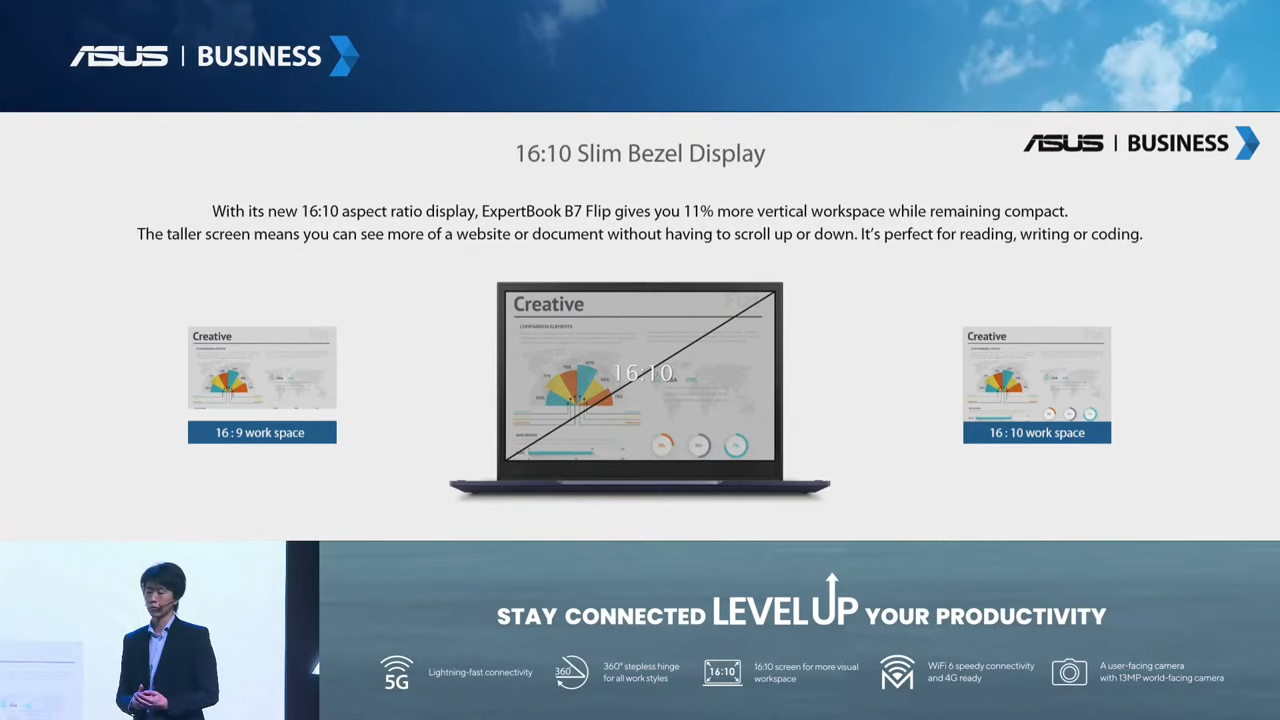 ASUS | BUSINESS
ASUS | BUSINESS
16:10 Slim Bezel Display
With its new 16:10 aspect ratio display, ExpertBook B7 Flip gives you 11% more vertical workspace while remaining compact.
The taller screen means you can see more of a website or document without having to scroll up or down. It's perfect for reading, writing or coding.
Creative
16 : 9 work space
Creative
COMPARISON ELEMENTS
16:10
Creative
16 : 10 work space
STAY CONNECTED LEVEL UP YOUR PRODUCTIVITY
5G
Lightning-fast connectivity
360
360° stepless hinge
for all work styles
16:10
16:10 screen for more visual
workspace
WiFi 6 speedy connectivity
and 4G ready
A user-facing camera
with 13MP world-facing camera